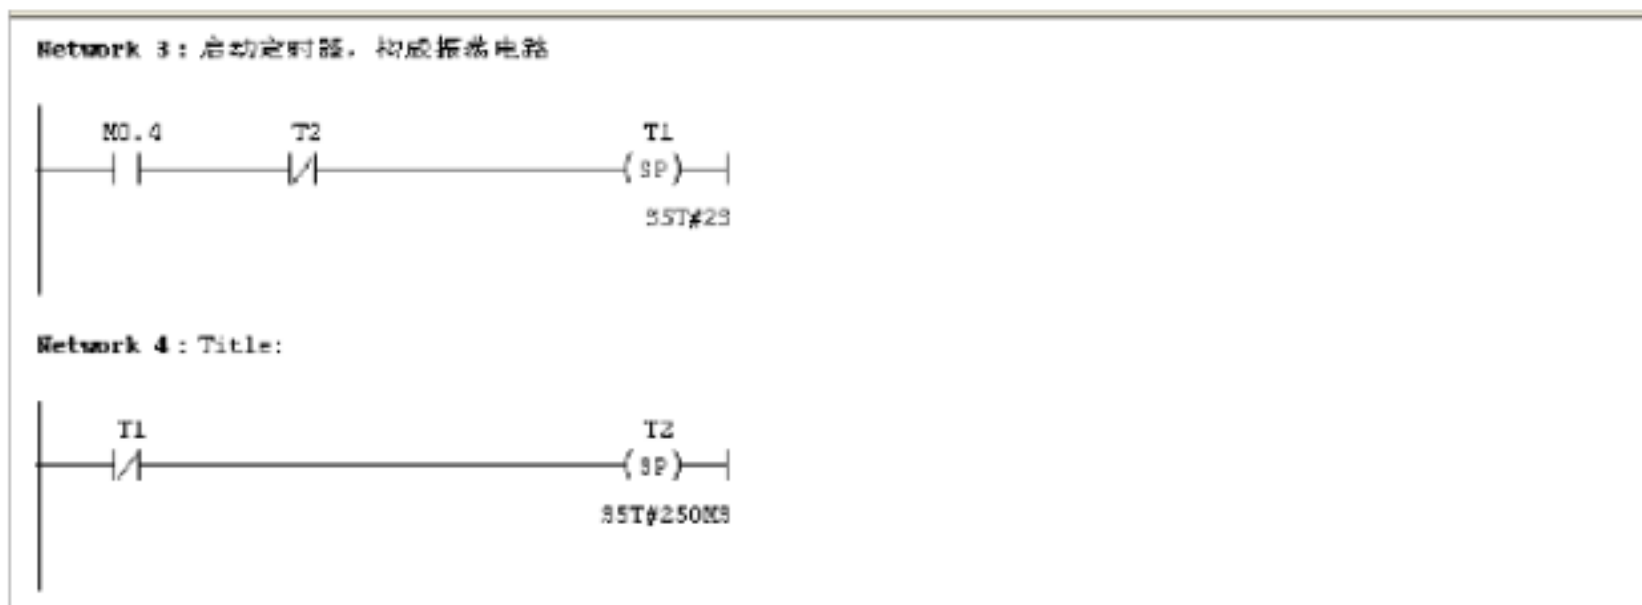 Network 3: 启动定时器，构成振荡电路
M0.4 T2 T1
(SP)
S5T#2S
Network 4: Title:
T1 T2
(SP)
S5T#250MS